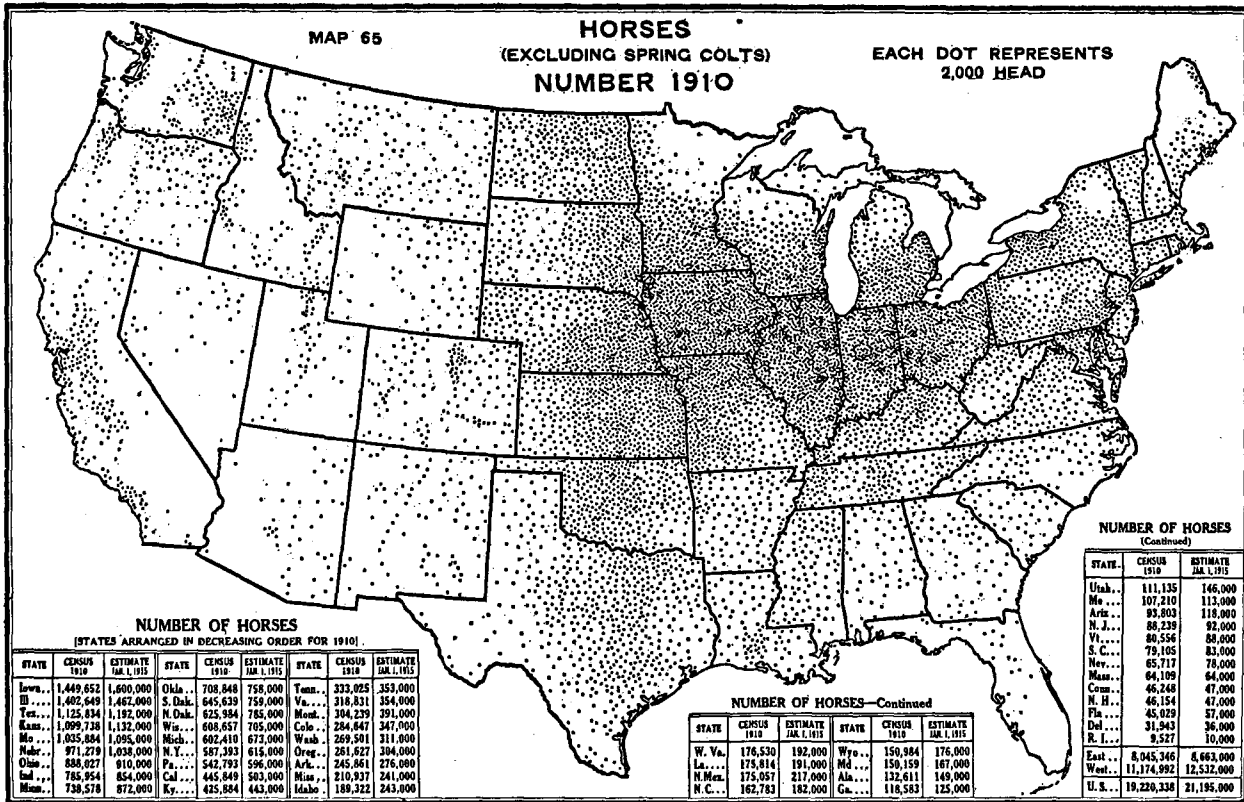 MAP 65
HORSES
(EXCLUDING SPRING COLTS)
NUMBER 1910
EACH DOT REPRESENTS
2,000 HEAD
NUMBER OF HORSES
[STATES ARRANGED IN DECREASING ORDER FOR 1910]
STATE CENSUS 1910 ESTIMATE JAN. 1, 1915 STATE CENSUS 1910 ESTIMATE JAN. 1, 1915 STATE CENSUS 1910 ESTIMATE JAN. 1, 1915
Iowa.. 1,449,652 1,600,000 Okla.. 708,848 758,000 Tenn.. 333,025 353,000
Ill.... 1,402,649 1,462,000 S. Dak. 645,639 759,000 Va.... 318,831 354,000
Tex... 1,125,834 1,192,000 N. Dak. 625,984 785,000 Mont.. 304,239 391,000
Kans.. 1,099,738 1,132,000 Wis... 608,657 705,000 Colo.. 284,647 347,000
Mo... 1,035,884 1,095,000 Mich.. 602,410 673,000 Wash.. 269,501 311,000
Nebr.. 971,279 1,038,000 N.Y... 587,393 615,000 Oreg.. 261,627 304,000
Ohio.. 888,027 910,000 Pa.... 542,793 596,000 Ark... 245,861 276,000
Ind... 785,954 854,000 Cal... 445,849 503,000 Miss.. 210,937 241,000
Minn.. 738,578 872,000 Ky.... 425,884 443,000 Idaho. 189,322 243,000
NUMBER OF HORSES—Continued
STATE CENSUS 1910 ESTIMATE JAN. 1, 1915 STATE CENSUS 1910 ESTIMATE JAN. 1, 1915
W. Va. 176,530 192,000 Wyo.. 150,984 176,000
La.... 175,814 191,000 Md... 150,159 167,000
N.Mex. 175,057 217,000 Ala... 132,611 149,000
N.C... 162,783 182,000 Ga.... 118,583 125,000
NUMBER OF HORSES
(Continued)
STATE. CENSUS 1910 ESTIMATE JAN. 1, 1915
Utah.. 111,135 146,000
Me... 107,210 113,000
Ariz.. 93,803 118,000
N. J... 88,239 92,000
Vt.... 80,556 88,000
S. C... 79,105 83,000
Nev... 65,717 78,000
Mass.. 64,109 64,000
Conn.. 46,248 47,000
N. H.. 46,154 47,000
Fla... 45,029 57,000
Del... 31,943 36,000
R. I... 9,527 10,000
East.. 8,045,346 8,663,000
West.. 11,174,992 12,532,000
U. S... 19,220,338 21,195,000